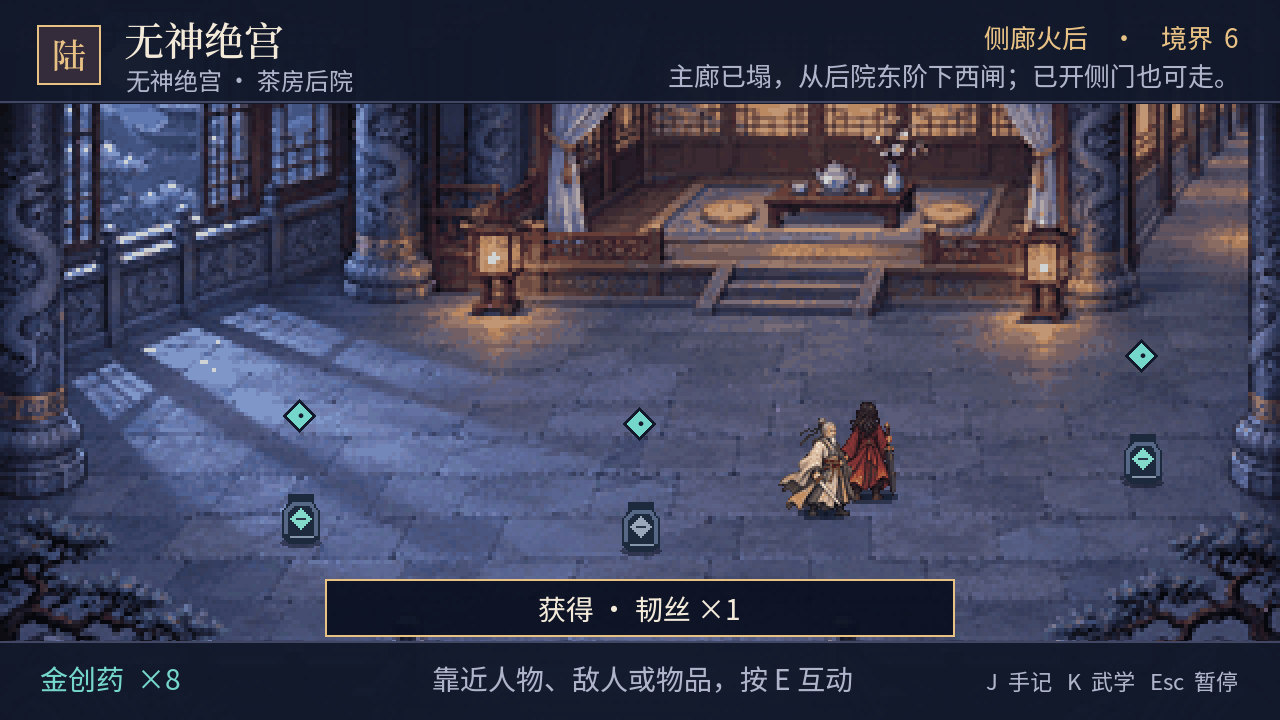 陆
无神绝宫
无神绝宫 · 茶房后院
侧廊火后 · 境界 6
主廊已塌，从后院东阶下西闸；已开侧门也可走。
获得 · 韧丝 ×1
金创药 ×8
靠近人物、敌人或物品，按 E 互动
J 手记 K 武学 Esc 暂停